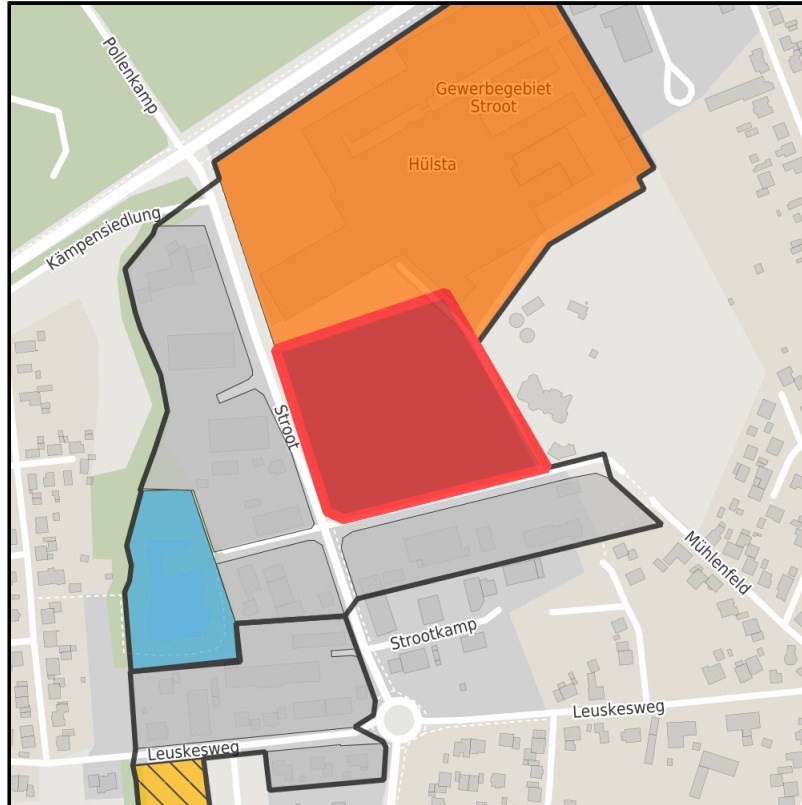 Pollenkamp
Gewerbegebiet
Stroot
Hülsta
Kämpensiedlung
Stroot
Mühlenfeld
Strootkamp
Leuskesweg
Leuskesweg